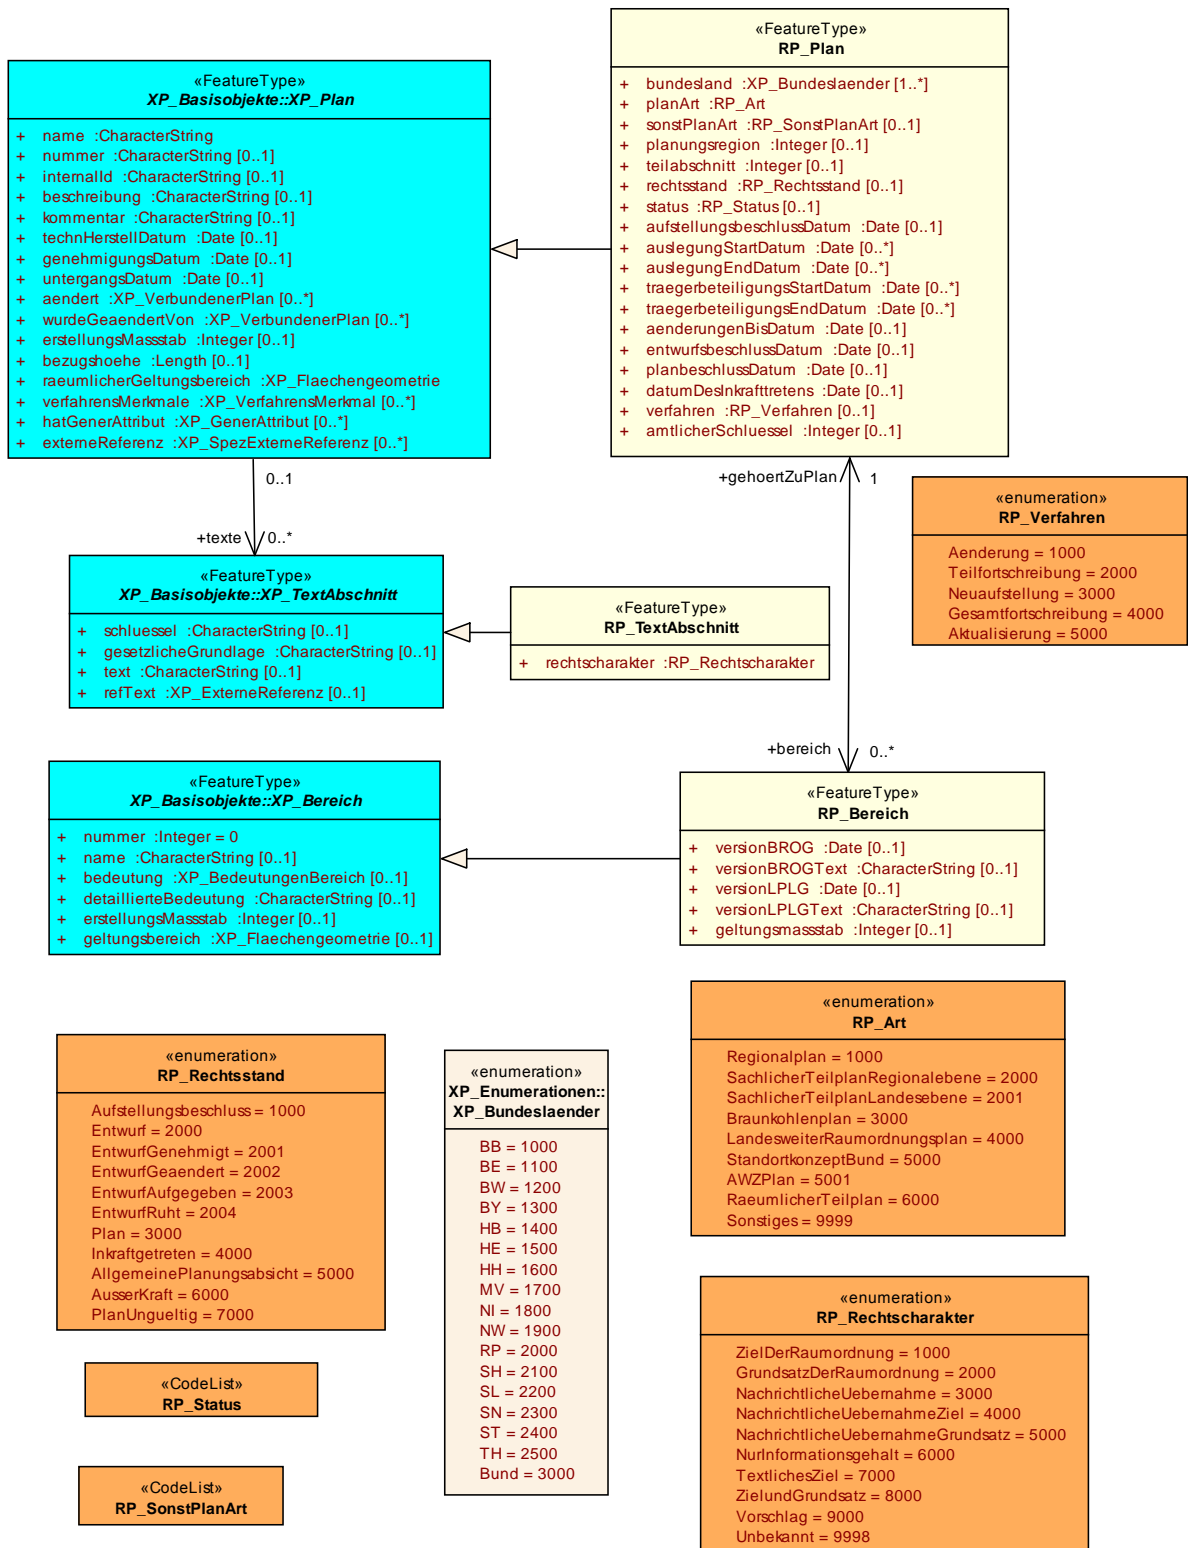 «FeatureType»
XP_Basisobjekte::XP_Plan
+ name :CharacterString
+ nummer :CharacterString [0..1]
+ internalId :CharacterString [0..1]
+ beschreibung :CharacterString [0..1]
+ kommentar :CharacterString [0..1]
+ technHerstellDatum :Date [0..1]
+ genehmigungsDatum :Date [0..1]
+ untergangsDatum :Date [0..1]
+ aendert :XP_VerbundenerPlan [0..*]
+ wurdeGeaendertVon :XP_VerbundenerPlan [0..*]
+ erstellungsMassstab :Integer [0..1]
+ bezugshoehe :Length [0..1]
+ raeumlicherGeltungsbereich :XP_Flaechengeometrie
+ verfahrensMerkmale :XP_VerfahrensMerkmal [0..*]
+ hatGenerAttribut :XP_GenerAttribut [0..*]
+ externeReferenz :XP_SpezExterneReferenz [0..*]
«FeatureType»
RP_Plan
+ bundesland :XP_Bundeslaender [1..*]
+ planArt :RP_Art
+ sonstPlanArt :RP_SonstPlanArt [0..1]
+ planungsregion :Integer [0..1]
+ teilabschnitt :Integer [0..1]
+ rechtsstand :RP_Rechtsstand [0..1]
+ status :RP_Status [0..1]
+ aufstellungsbeschlussDatum :Date [0..1]
+ auslegungStartDatum :Date [0..*]
+ auslegungEndDatum :Date [0..*]
+ traegerbeteiligungsStartDatum :Date [0..*]
+ traegerbeteiligungsEndDatum :Date [0..*]
+ aenderungenBisDatum :Date [0..1]
+ entwurfsbeschlussDatum :Date [0..1]
+ planbeschlussDatum :Date [0..1]
+ datumDesInkrafttretens :Date [0..1]
+ verfahren :RP_Verfahren [0..1]
+ amtlicherSchluessel :Integer [0..1]
0..1
+texte 0..*
+gehoertZuPlan 1
«enumeration»
RP_Verfahren
Aenderung = 1000
Teilfortschreibung = 2000
Neuaufstellung = 3000
Gesamtfortschreibung = 4000
Aktualisierung = 5000
«FeatureType»
XP_Basisobjekte::XP_TextAbschnitt
+ schluessel :CharacterString [0..1]
+ gesetzlicheGrundlage :CharacterString [0..1]
+ text :CharacterString [0..1]
+ refText :XP_ExterneReferenz [0..1]
«FeatureType»
RP_TextAbschnitt
+ rechtscharakter :RP_Rechtscharakter
+bereich 0..*
«FeatureType»
XP_Basisobjekte::XP_Bereich
+ nummer :Integer = 0
+ name :CharacterString [0..1]
+ bedeutung :XP_BedeutungenBereich [0..1]
+ detaillierteBedeutung :CharacterString [0..1]
+ erstellungsMassstab :Integer [0..1]
+ geltungsbereich :XP_Flaechengeometrie [0..1]
«FeatureType»
RP_Bereich
+ versionBROG :Date [0..1]
+ versionBROGText :CharacterString [0..1]
+ versionLPLG :Date [0..1]
+ versionLPLGText :CharacterString [0..1]
+ geltungsmassstab :Integer [0..1]
«enumeration»
RP_Art
Regionalplan = 1000
SachlicherTeilplanRegionalebene = 2000
SachlicherTeilplanLandesebene = 2001
Braunkohlenplan = 3000
LandesweiterRaumordnungsplan = 4000
StandortkonzeptBund = 5000
AWZPlan = 5001
RaeumlicherTeilplan = 6000
Sonstiges = 9999
«enumeration»
RP_Rechtsstand
Aufstellungsbeschluss = 1000
Entwurf = 2000
EntwurfGenehmigt = 2001
EntwurfGeaendert = 2002
EntwurfAufgegeben = 2003
EntwurfRuht = 2004
Plan = 3000
Inkraftgetreten = 4000
AllgemeinePlanungsabsicht = 5000
AusserKraft = 6000
PlanUngueltig = 7000
«enumeration»
XP_Enumerationen::
XP_Bundeslaender
BB = 1000
BE = 1100
BW = 1200
BY = 1300
HB = 1400
HE = 1500
HH = 1600
MV = 1700
NI = 1800
NW = 1900
RP = 2000
SH = 2100
SL = 2200
SN = 2300
ST = 2400
TH = 2500
Bund = 3000
«enumeration»
RP_Rechtscharakter
ZielDerRaumordnung = 1000
GrundsatzDerRaumordnung = 2000
NachrichtlicheUebernahme = 3000
NachrichtlicheUebernahmeZiel = 4000
NachrichtlicheUebernahmeGrundsatz = 5000
NurInformationsgehalt = 6000
TextlichesZiel = 7000
ZielundGrundsatz = 8000
Vorschlag = 9000
Unbekannt = 9998
«CodeList»
RP_Status
«CodeList»
RP_SonstPlanArt